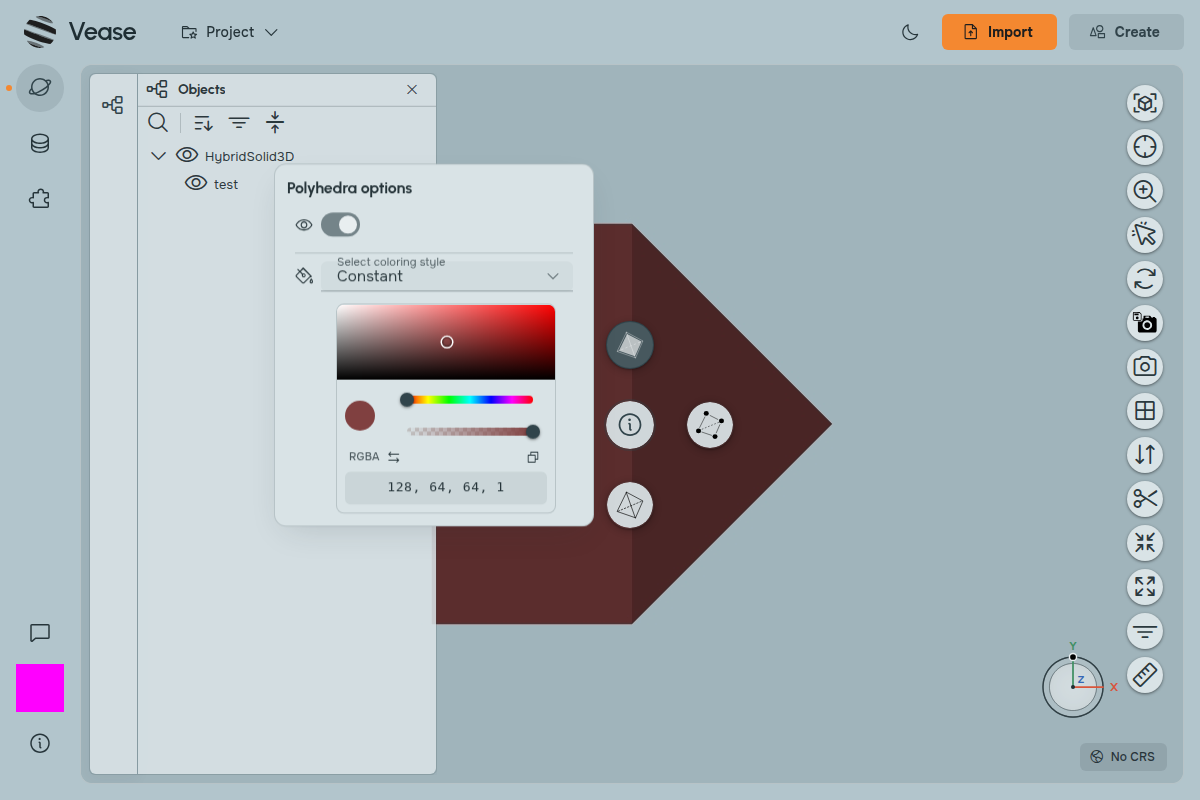 Vease
Project
Import
Create
Objects
HybridSolid3D
test
Polyhedra options
Select coloring style
Constant
RGBA
128, 64, 64, 1
Y
Z
X
No CRS